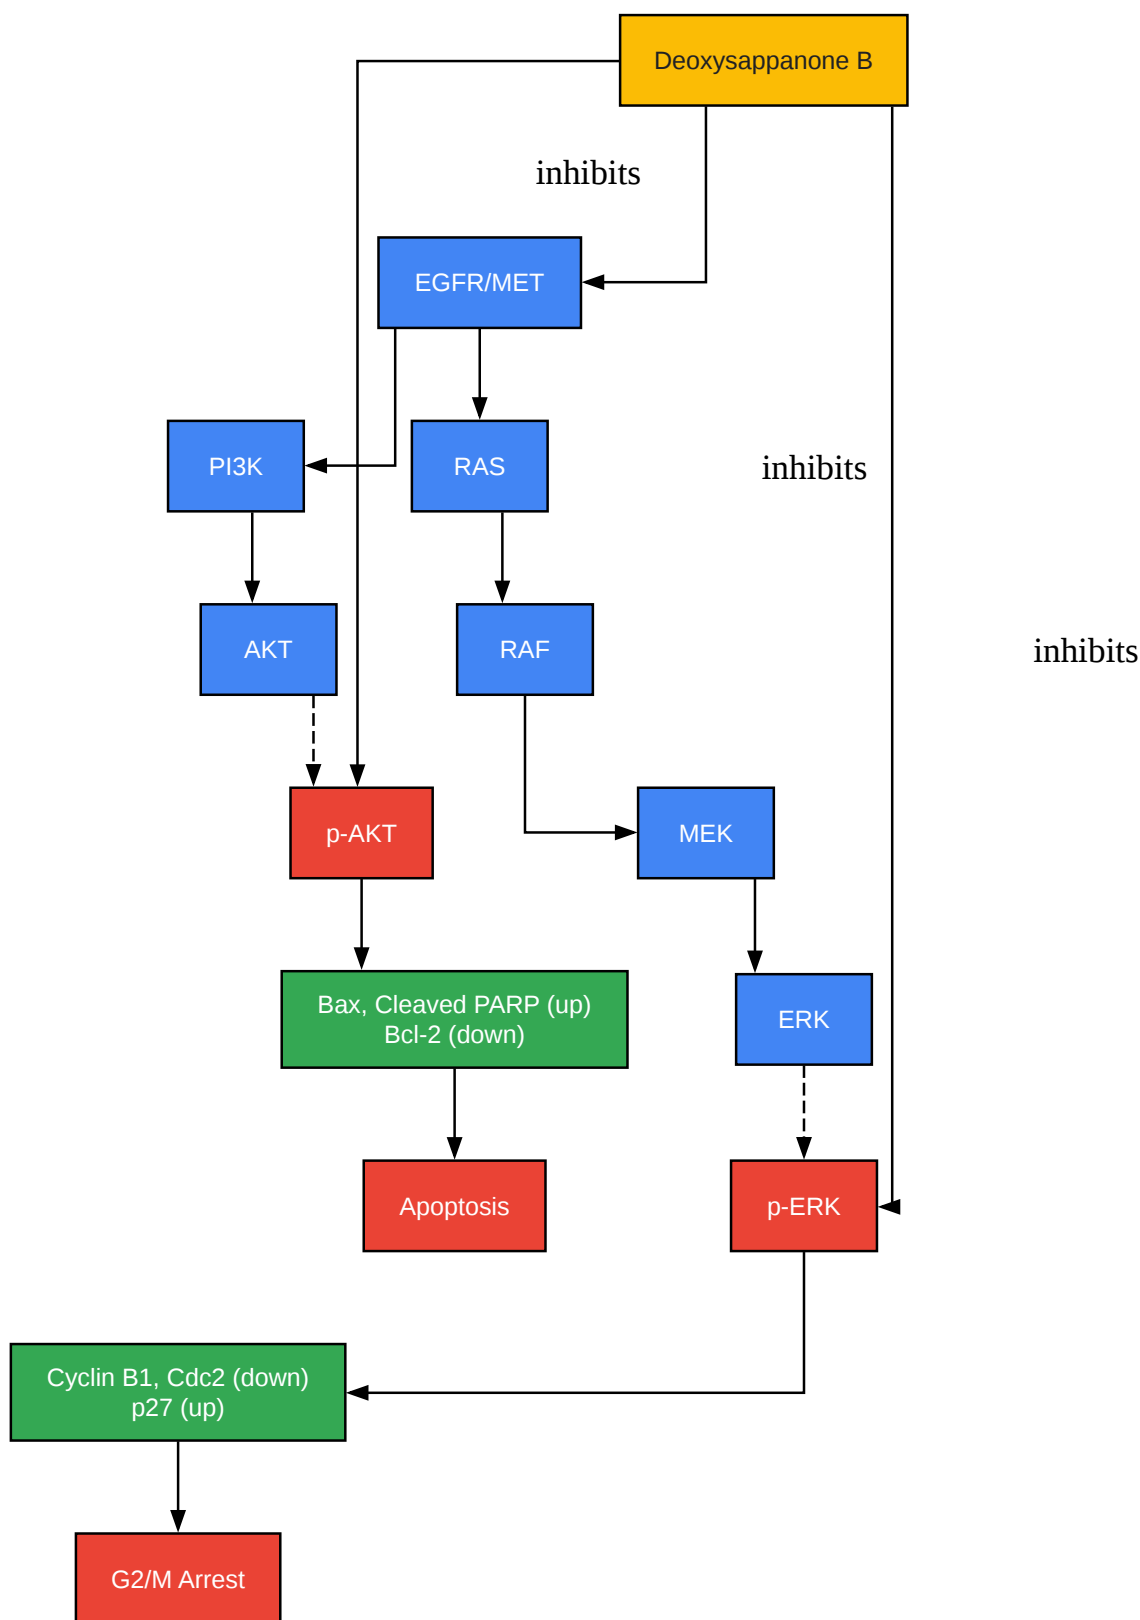 Deoxysappanone B
inhibits
EGFR/MET
PI3K
RAS
inhibits
AKT
RAF
inhibits
p-AKT
MEK
Bax, Cleaved PARP (up)
Bcl-2 (down)
ERK
Apoptosis
p-ERK
Cyclin B1, Cdc2 (down)
p27 (up)
G2/M Arrest